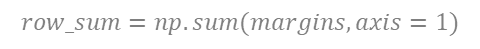 row_sum = np.sum(margins,axis = 1)